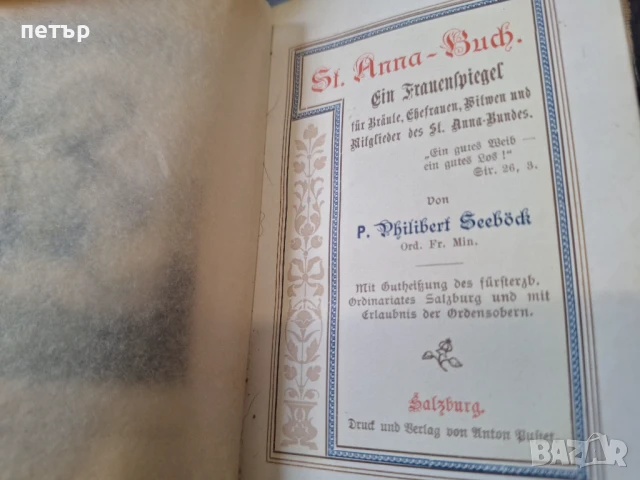 петър
St. Anna-Buch.
Ein Frauenspiegel
für Bräute, Ehefrauen, Witwen und
Mitglieder des St. Anna-Bundes.
„Ein gutes Weib —
ein gutes Los!"
Sir. 26, 3.
Von
P. Philibert Seeböck
Ord. Fr. Min.
Mit Gutheißung des fürsterzb.
Ordinariates Salzburg und mit
Erlaubnis der Ordensobern.
Salzburg.
Druck und Verlag von Anton Pustet.
BAZAR
bg